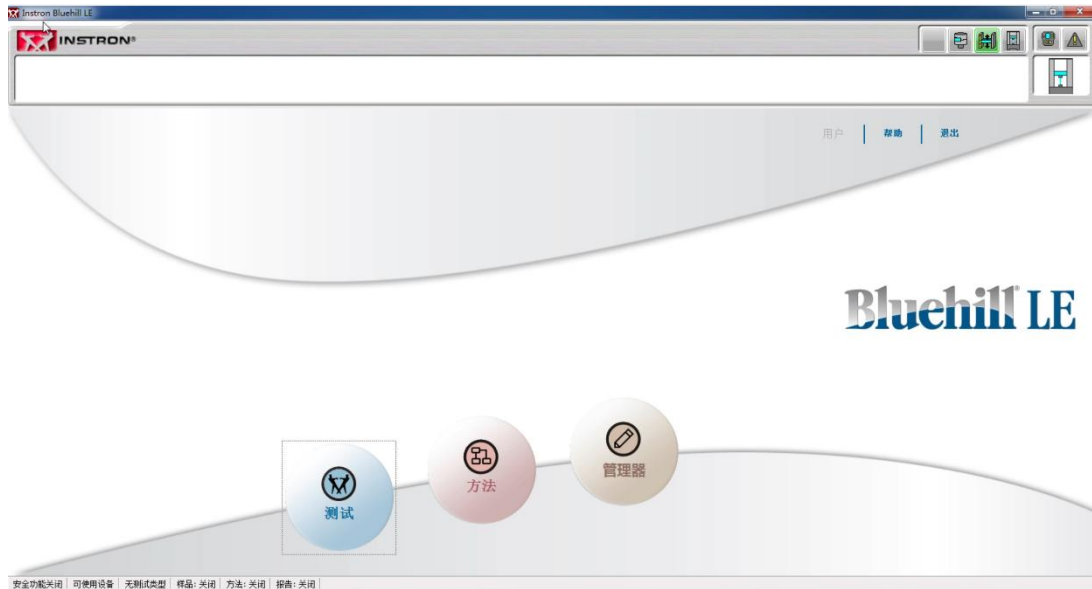 Instron Bluehill LE
INSTRON®
用户 帮助 退出
Bluehill® LE
管理器
方法
测试
安全功能关闭 可使用设备 无测试类型 样品: 关闭 方法: 关闭 报告: 关闭